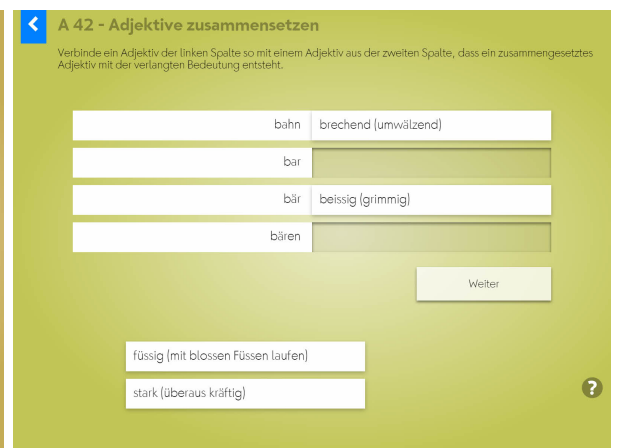 A 42 - Adjektive zusammensetzen
Verbinde ein Adjektiv der linken Spalte so mit einem Adjektiv aus der zweiten Spalte, dass ein zusammengesetztes
Adjektiv mit der verlangten Bedeutung entsteht.
bahn brechend (umwälzend)
bar
bär beissig (grimmig)
bären
Weiter
füssig (mit blossen Füssen laufen)
stark (überaus kräftig)
?